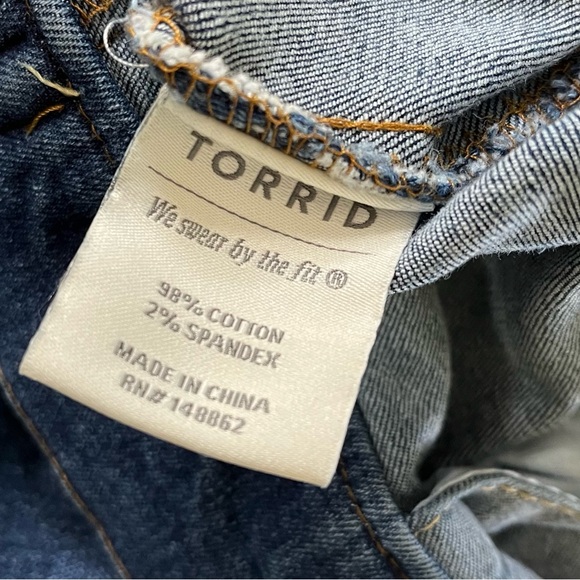 TORRID
We swear by the fit ®
98% COTTON
2% SPANDEX
MADE IN CHINA
RN# 148862